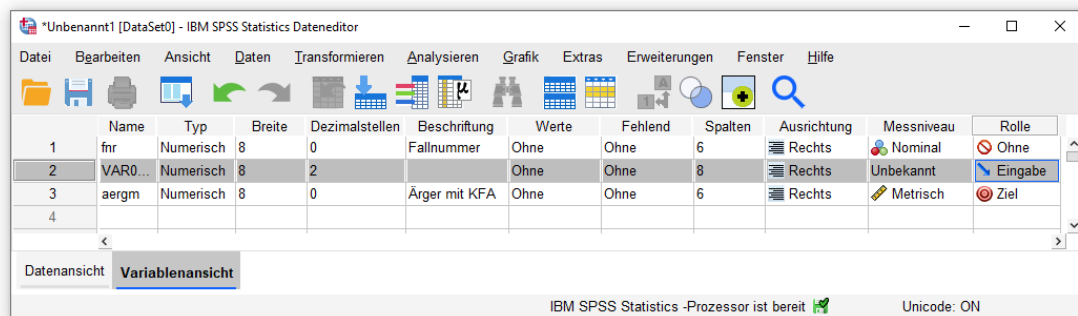 *Unbenannt1 [DataSet0] - IBM SPSS Statistics Dateneditor
Datei Bearbeiten Ansicht Daten Transformieren Analysieren Grafik Extras Erweiterungen Fenster Hilfe
A
1 4
Name Typ Breite Dezimalstellen Beschriftung Werte Fehlend Spalten Ausrichtung Messniveau Rolle
1 fnr Numerisch 8 0 Fallnummer Ohne Ohne 6 Rechts Nominal Ohne
2 VAR0... Numerisch 8 2 Ohne Ohne 8 Rechts Unbekannt Eingabe
3 aergm Numerisch 8 0 Ärger mit KFA Ohne Ohne 6 Rechts Metrisch Ziel
4
Datenansicht Variablenansicht
IBM SPSS Statistics -Prozessor ist bereit Unicode: ON